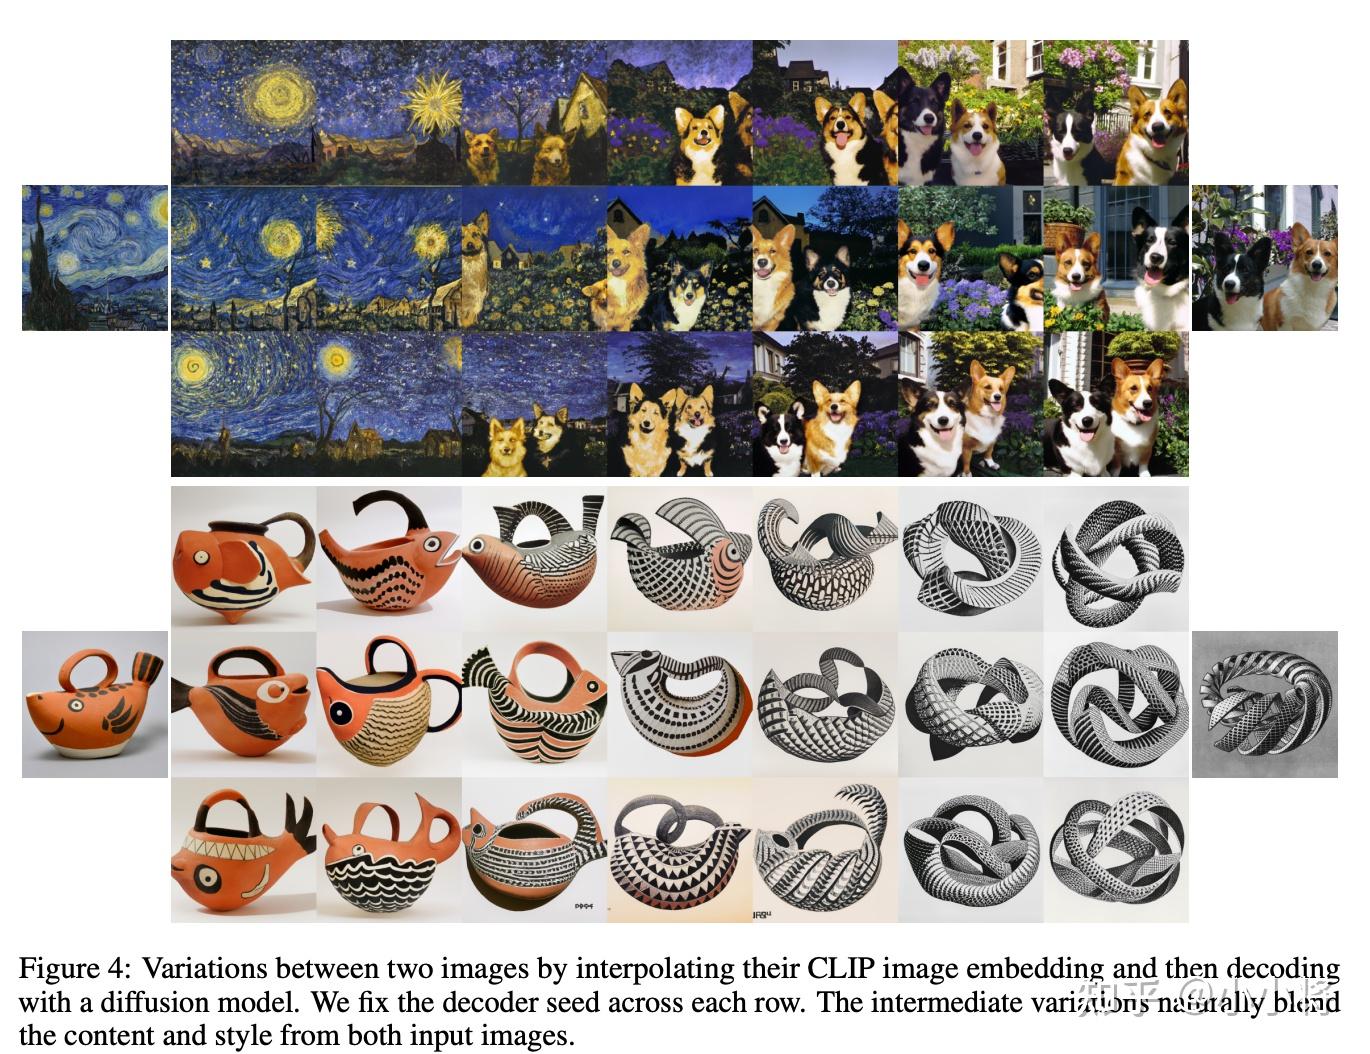 Figure 4: Variations between two images by interpolating their CLIP image embedding and then decoding
with a diffusion model. We fix the decoder seed across each row. The intermediate variations naturally blend
the content and style from both input images.
知乎 @小小将